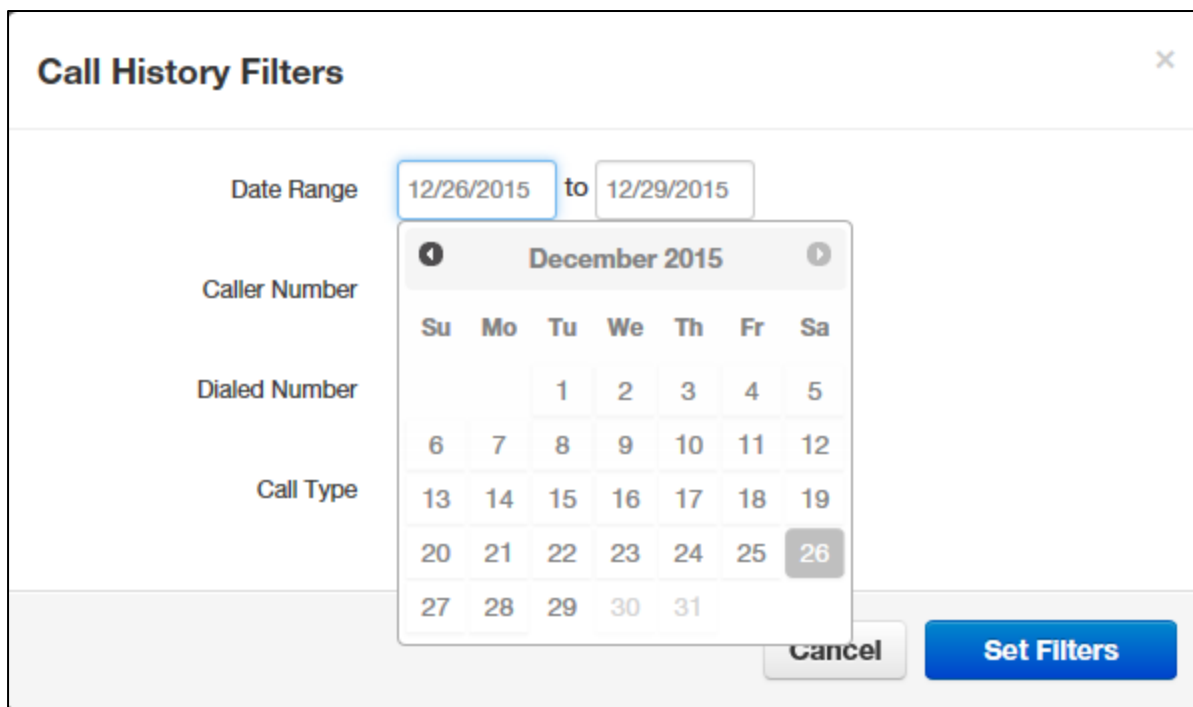 Call History Filters ×
Date Range 12/26/2015 to 12/29/2015
December 2015
Caller Number
Su Mo Tu We Th Fr Sa
Dialed Number
1 2 3 4 5
6 7 8 9 10 11 12
Call Type
13 14 15 16 17 18 19
20 21 22 23 24 25 26
27 28 29 30 31
Cancel Set Filters